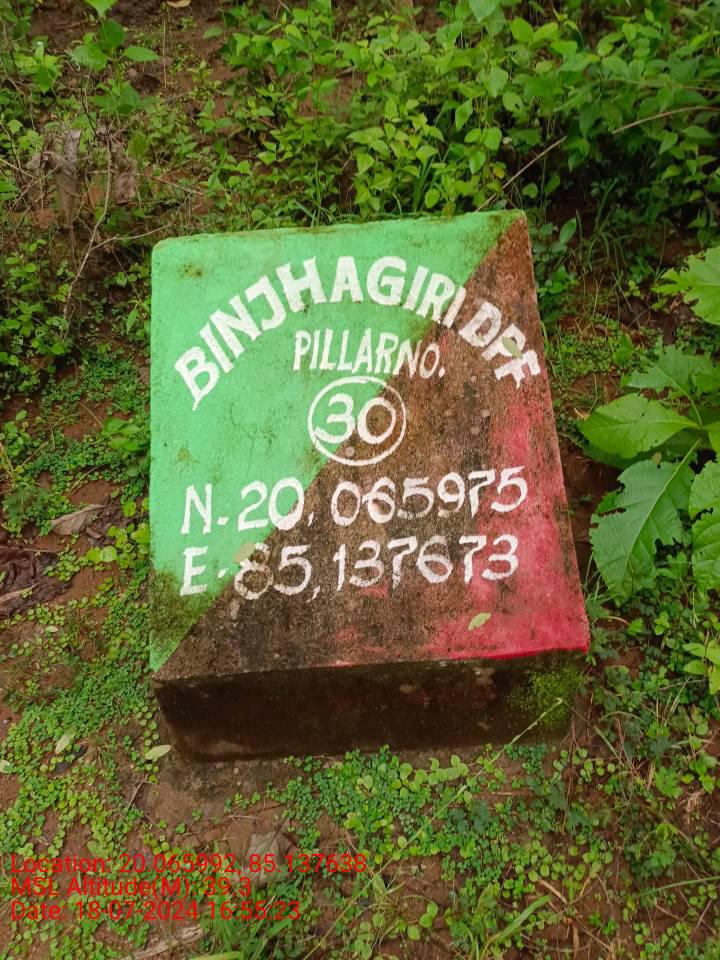 BINJHAGIRI DPF
PILLAR NO.
30
N.20,065975
E.85,137673
Location: 20.065992, 85.137638
MSL Altitude(M): 39.3
Date: 18-07-2024 16:55:23